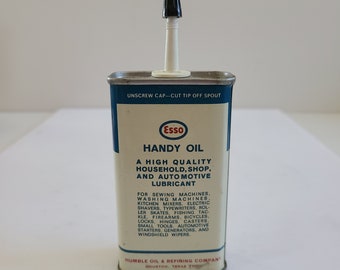 UNSCREW CAP—CUT TIP OFF SPOUT
Esso
HANDY OIL
A HIGH QUALITY
HOUSEHOLD, SHOP,
AND AUTOMOTIVE
LUBRICANT
FOR SEWING MACHINES,
WASHING MACHINES,
KITCHEN MIXERS, ELECTRIC
SHAVERS, TYPEWRITERS, ROL-
LER SKATES, FISHING TAC-
KLE, FIREARMS, BICYCLES,
LOCKS, HINGES, CASTERS,
SMALL TOOLS, AUTOMOTIVE
STARTERS, GENERATORS, AND
WINDSHIELD WIPERS.
HUMBLE OIL & REFINING COMPANY
HOUSTON, TEXAS